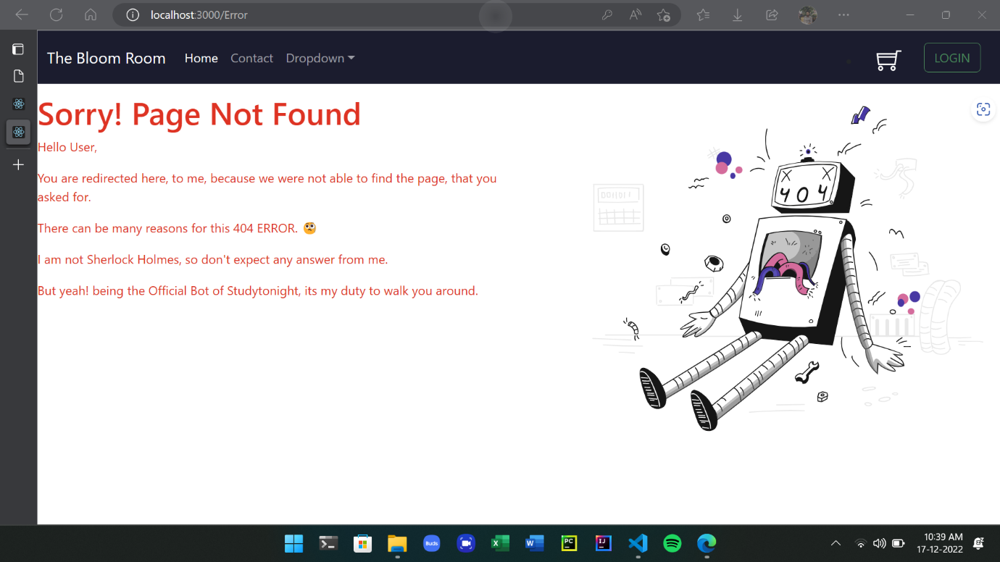 localhost:3000/Error
The Bloom Room Home Contact Dropdown LOGIN
Sorry! Page Not Found
Hello User,
You are redirected here, to me, because we were not able to find the page, that you
asked for.
There can be many reasons for this 404 ERROR. 🧐
I am not Sherlock Holmes, so don't expect any answer from me.
But yeah! being the Official Bot of Studytonight, its my duty to walk you around.
X X
404
Buds
PC
IJ
10:39 AM
17-12-2022